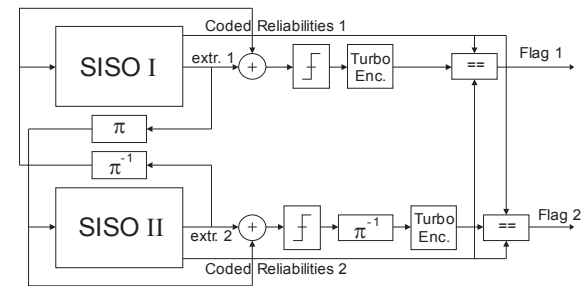 Coded Reliabilities 1
SISO I
extr. 1
+
Turbo
Enc.
==
Flag 1
π
π⁻¹
SISO II
extr. 2
+
π⁻¹
Turbo
Enc.
==
Flag 2
Coded Reliabilities 2